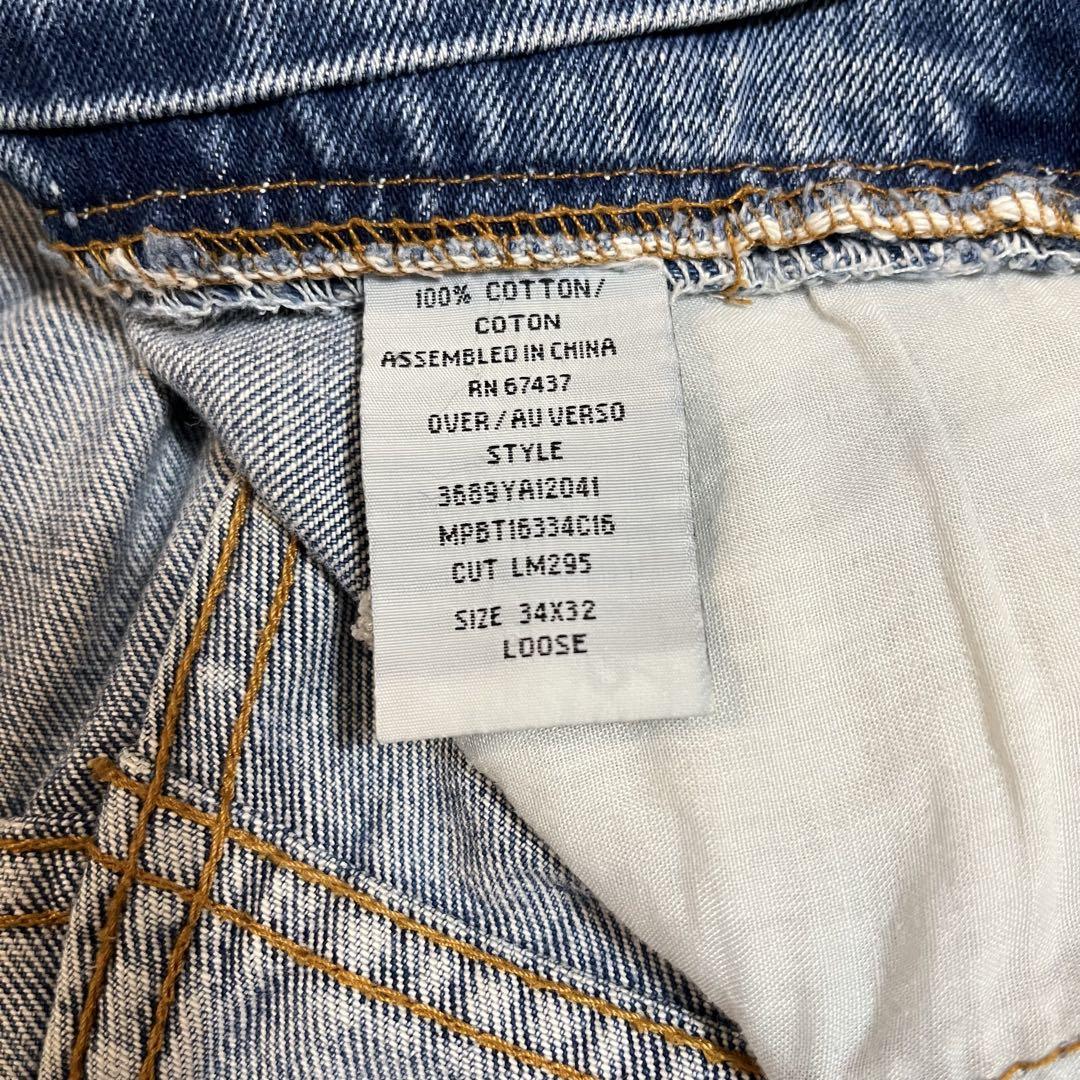 100% COTTON/
COTON
ASSEMBLED IN CHINA
RN 67437
OVER/AU VERSO
STYLE
3689YA12041
MPBT16334C16
CUT LM295
SIZE 34X32
LOOSE